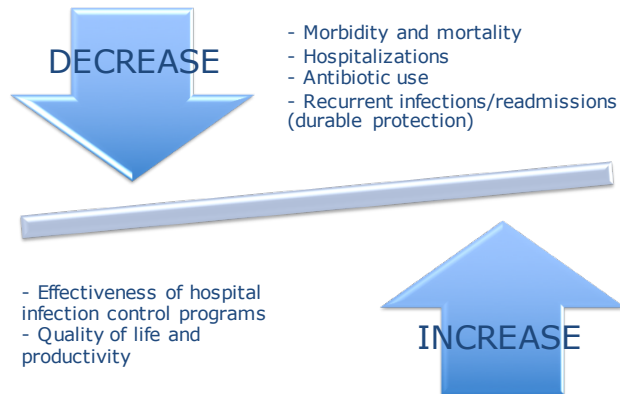 DECREASE
- Morbidity and mortality
- Hospitalizations
- Antibiotic use
- Recurrent infections/readmissions
(durable protection)
- Effectiveness of hospital
infection control programs
- Quality of life and
productivity
INCREASE